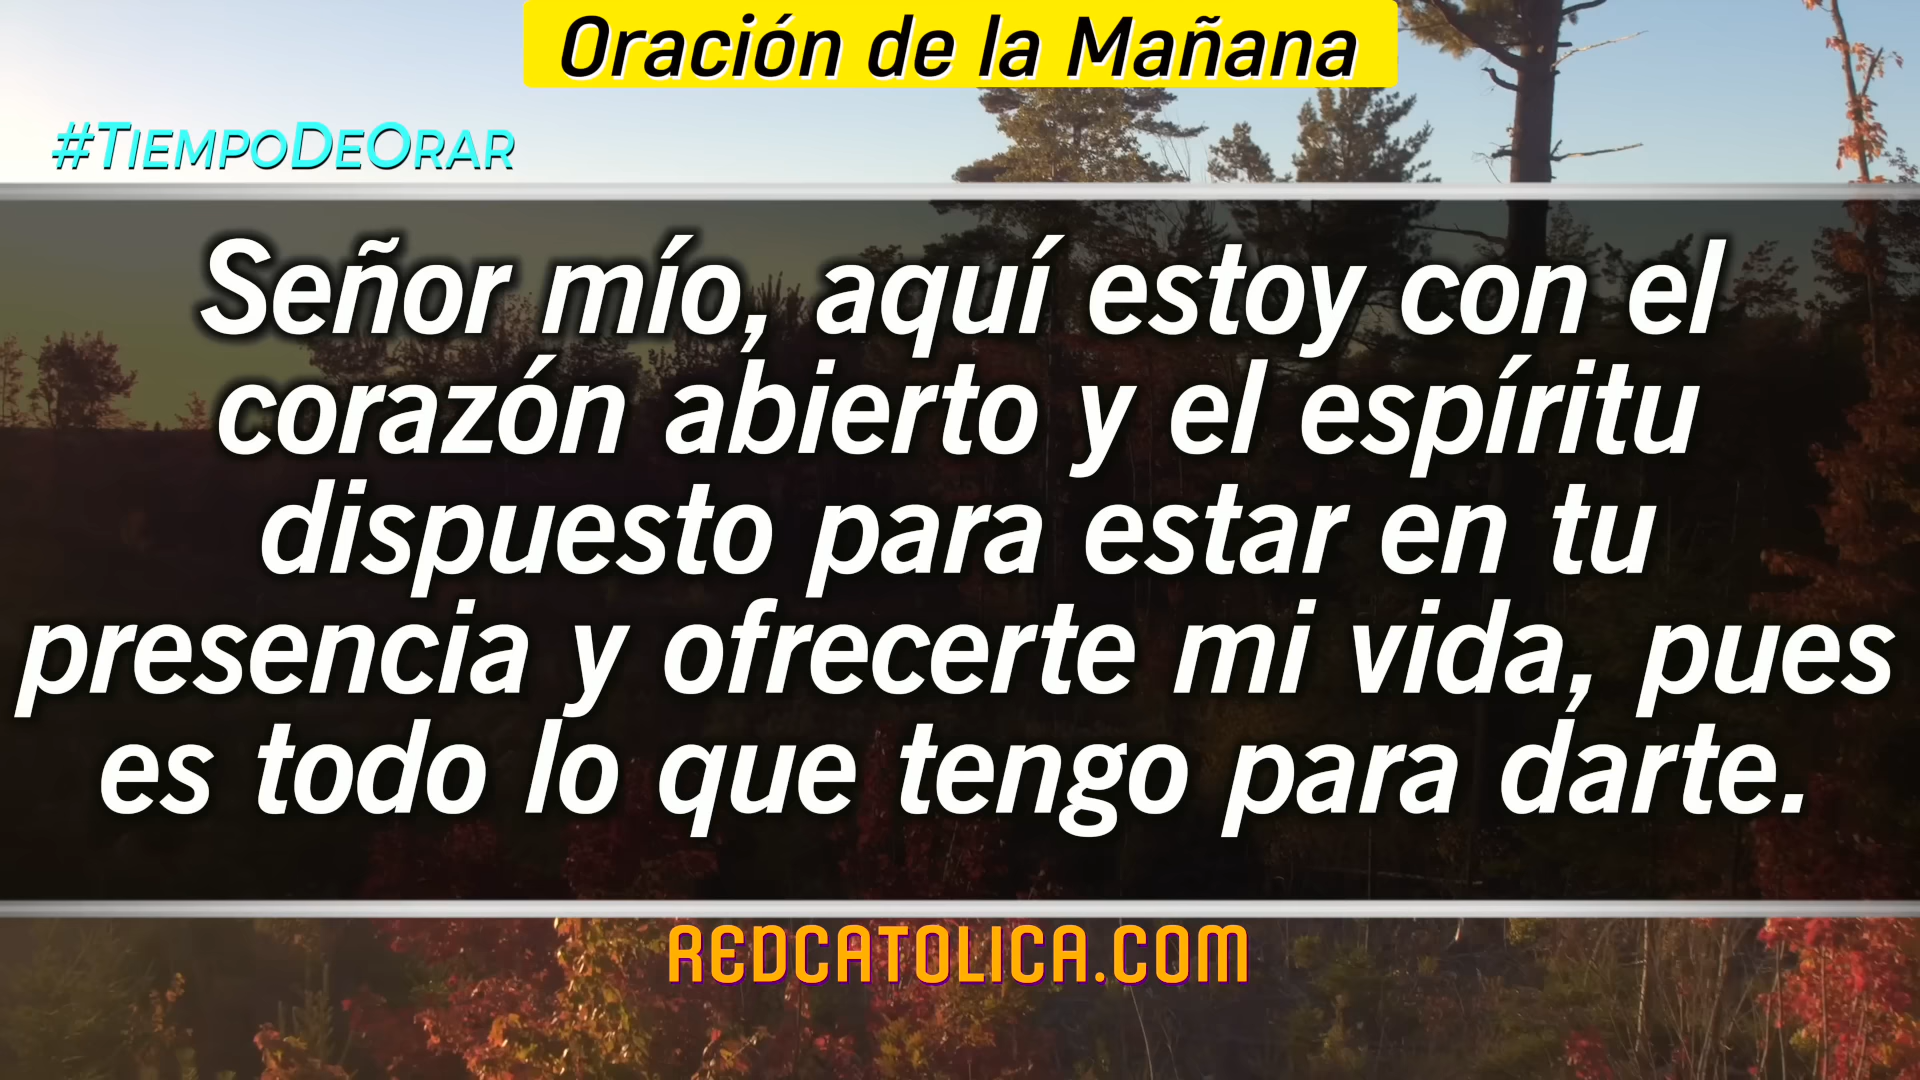 Oración de la Mañana
#TiempoDeOrar
Señor mío, aquí estoy con el
corazón abierto y el espíritu
dispuesto para estar en tu
presencia y ofrecerte mi vida, pues
es todo lo que tengo para darte.
REDCATOLICA.COM